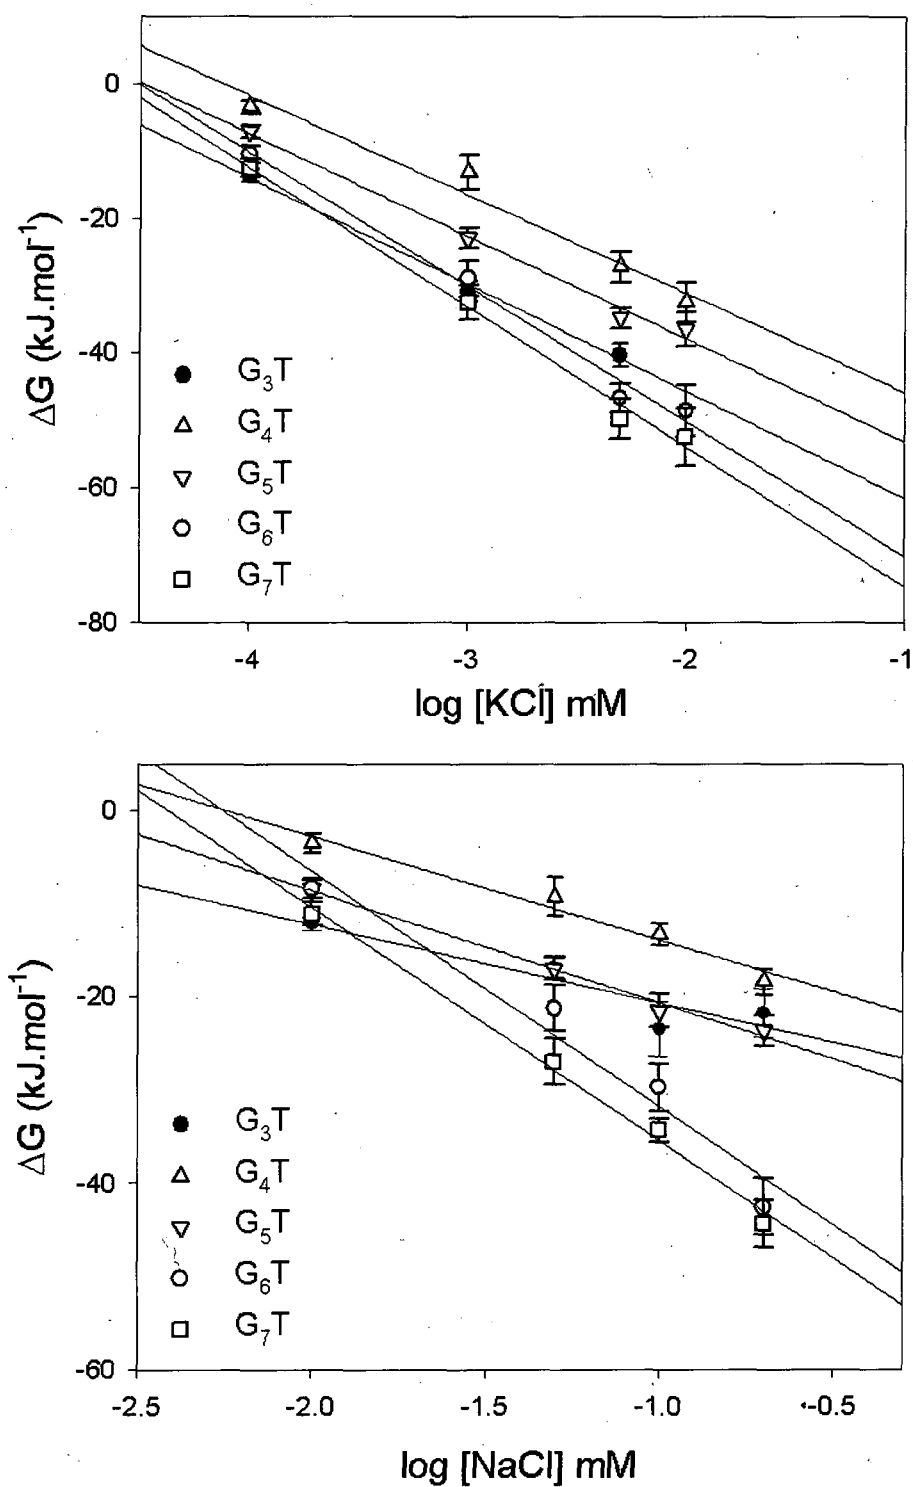 0
-20
-40
-60
-80
ΔG (kJ.mol⁻¹)
G₃T
G₄T
G₅T
G₆T
G₇T
-4 -3 -2 -1
log [KCl] mM
0
-20
-40
-60
ΔG (kJ.mol⁻¹)
G₃T
G₄T
G₅T
G₆T
G₇T
-2.5 -2.0 -1.5 -1.0 -0.5
log [NaCl] mM